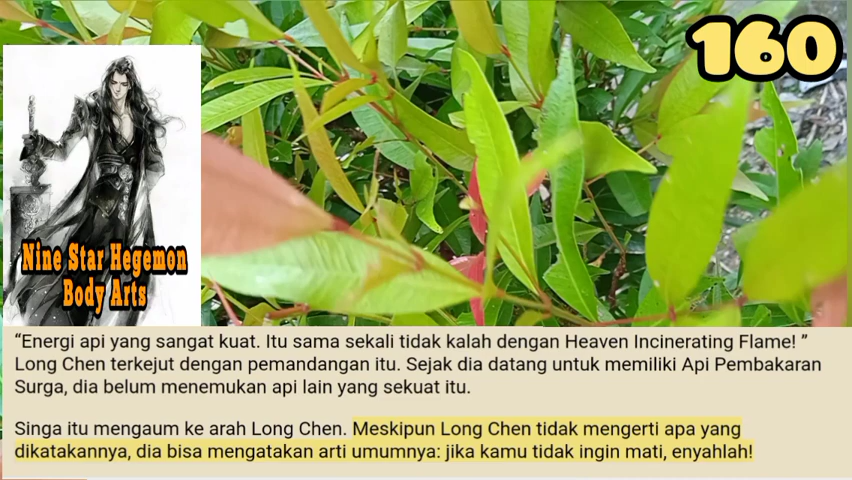 160
Nine Star Hegemon
Body Arts
“Energi api yang sangat kuat. Itu sama sekali tidak kalah dengan Heaven Incinerating Flame! ”
Long Chen terkejut dengan pemandangan itu. Sejak dia datang untuk memiliki Api Pembakaran
Surga, dia belum menemukan api lain yang sekuat itu.
Singa itu mengaum ke arah Long Chen. Meskipun Long Chen tidak mengerti apa yang
dikatakannya, dia bisa mengatakan arti umumnya: jika kamu tidak ingin mati, enyahlah!